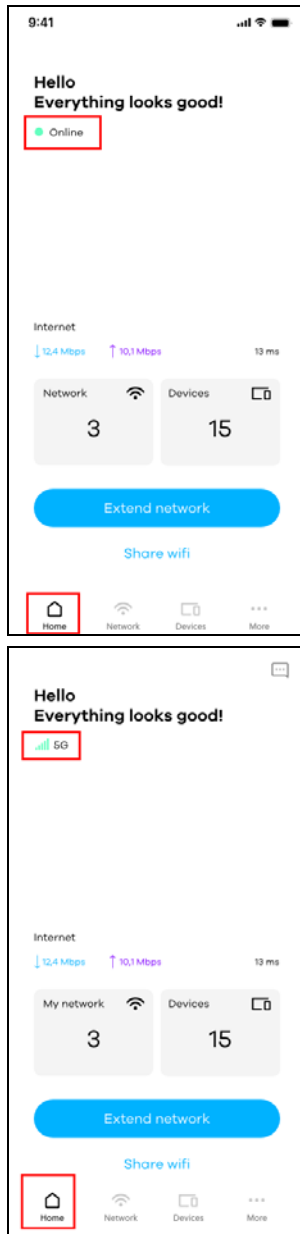 9:41
Hello
Everything looks good!
Online
Internet
↓ 12,4 Mbps ↑ 10,1 Mbps 13 ms
Network Devices
3 15
Extend network
Share wifi
Home Network Devices More
Hello
Everything looks good!
5G
Internet
↓ 12,4 Mbps ↑ 10,1 Mbps 13 ms
My network Devices
3 15
Extend network
Share wifi
Home Network Devices More